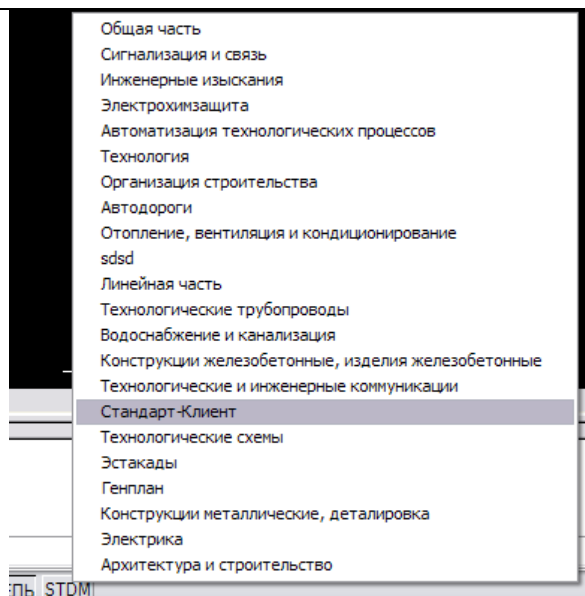 Общая часть
Сигнализация и связь
Инженерные изыскания
Электрохимзащита
Автоматизация технологических процессов
Технология
Организация строительства
Автодороги
Отопление, вентиляция и кондиционирование
sdsd
Линейная часть
Технологические трубопроводы
Водоснабжение и канализация
Конструкции железобетонные, изделия железобетонные
Технологические и инженерные коммуникации
Стандарт-Клиент
Технологические схемы
Эстакады
Генплан
Конструкции металлические, деталировка
Электрика
Архитектура и строительство
ЕПЬ STDM